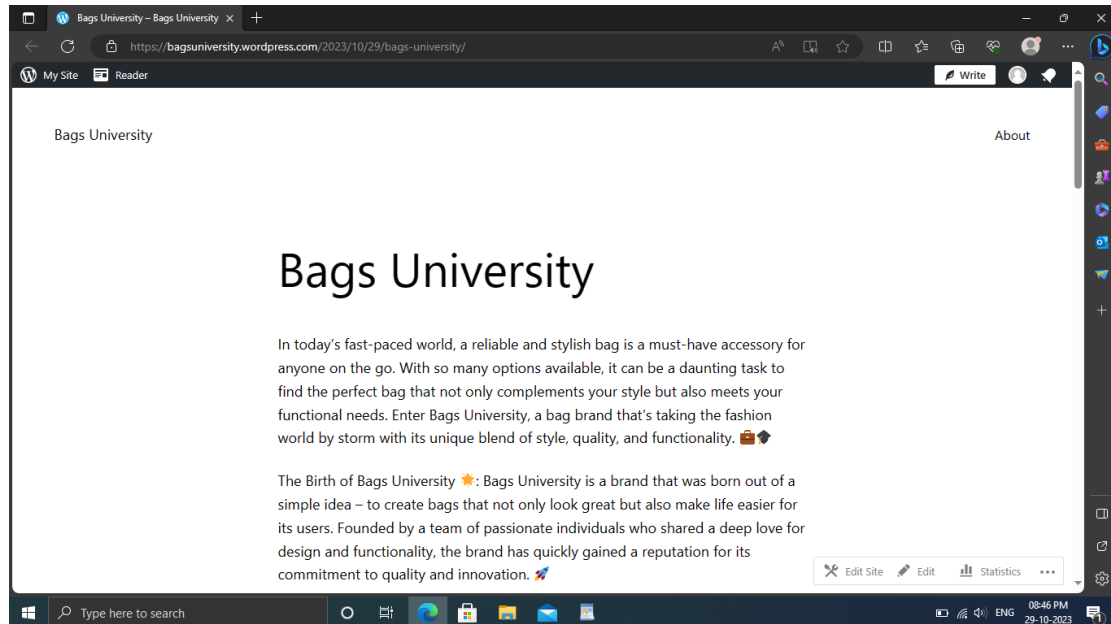 Bags University – Bags University
https://bagsuniversity.wordpress.com/2023/10/29/bags-university/
My Site Reader Write
Bags University About
Bags University
In today’s fast-paced world, a reliable and stylish bag is a must-have accessory for
anyone on the go. With so many options available, it can be a daunting task to
find the perfect bag that not only complements your style but also meets your
functional needs. Enter Bags University, a bag brand that’s taking the fashion
world by storm with its unique blend of style, quality, and functionality. 💼🎓
The Birth of Bags University 🌟: Bags University is a brand that was born out of a
simple idea – to create bags that not only look great but also make life easier for
its users. Founded by a team of passionate individuals who shared a deep love for
design and functionality, the brand has quickly gained a reputation for its
commitment to quality and innovation. 🚀
Edit Site Edit Statistics
Type here to search
ENG
08:46 PM
29-10-2023
1